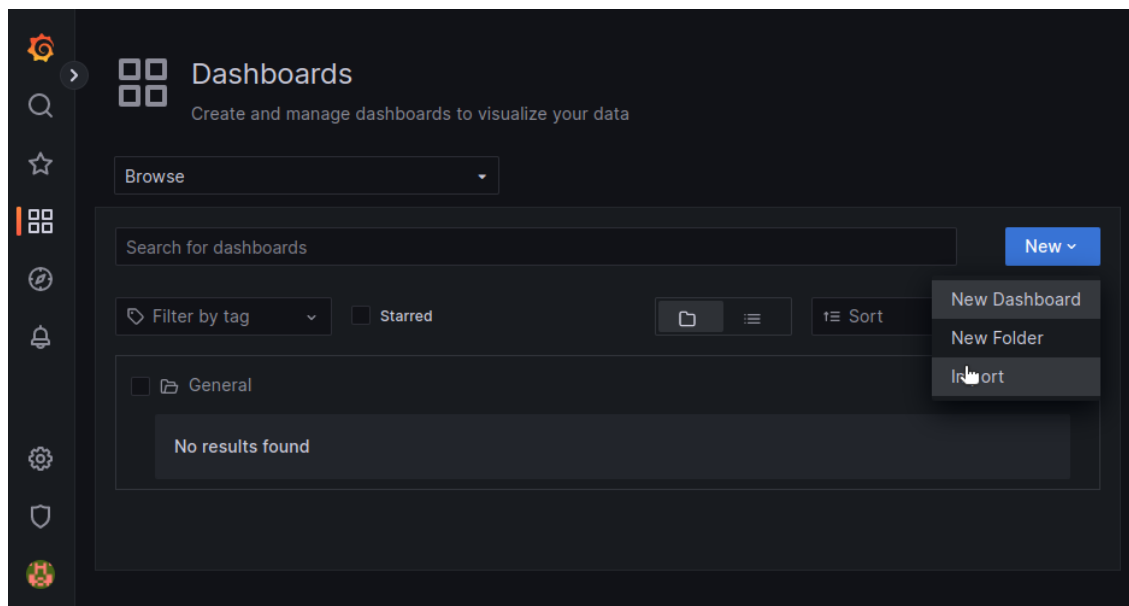 Dashboards
Create and manage dashboards to visualize your data
Browse
Search for dashboards
New
New Dashboard
New Folder
Filter by tag
Starred
Sort
General
No results found